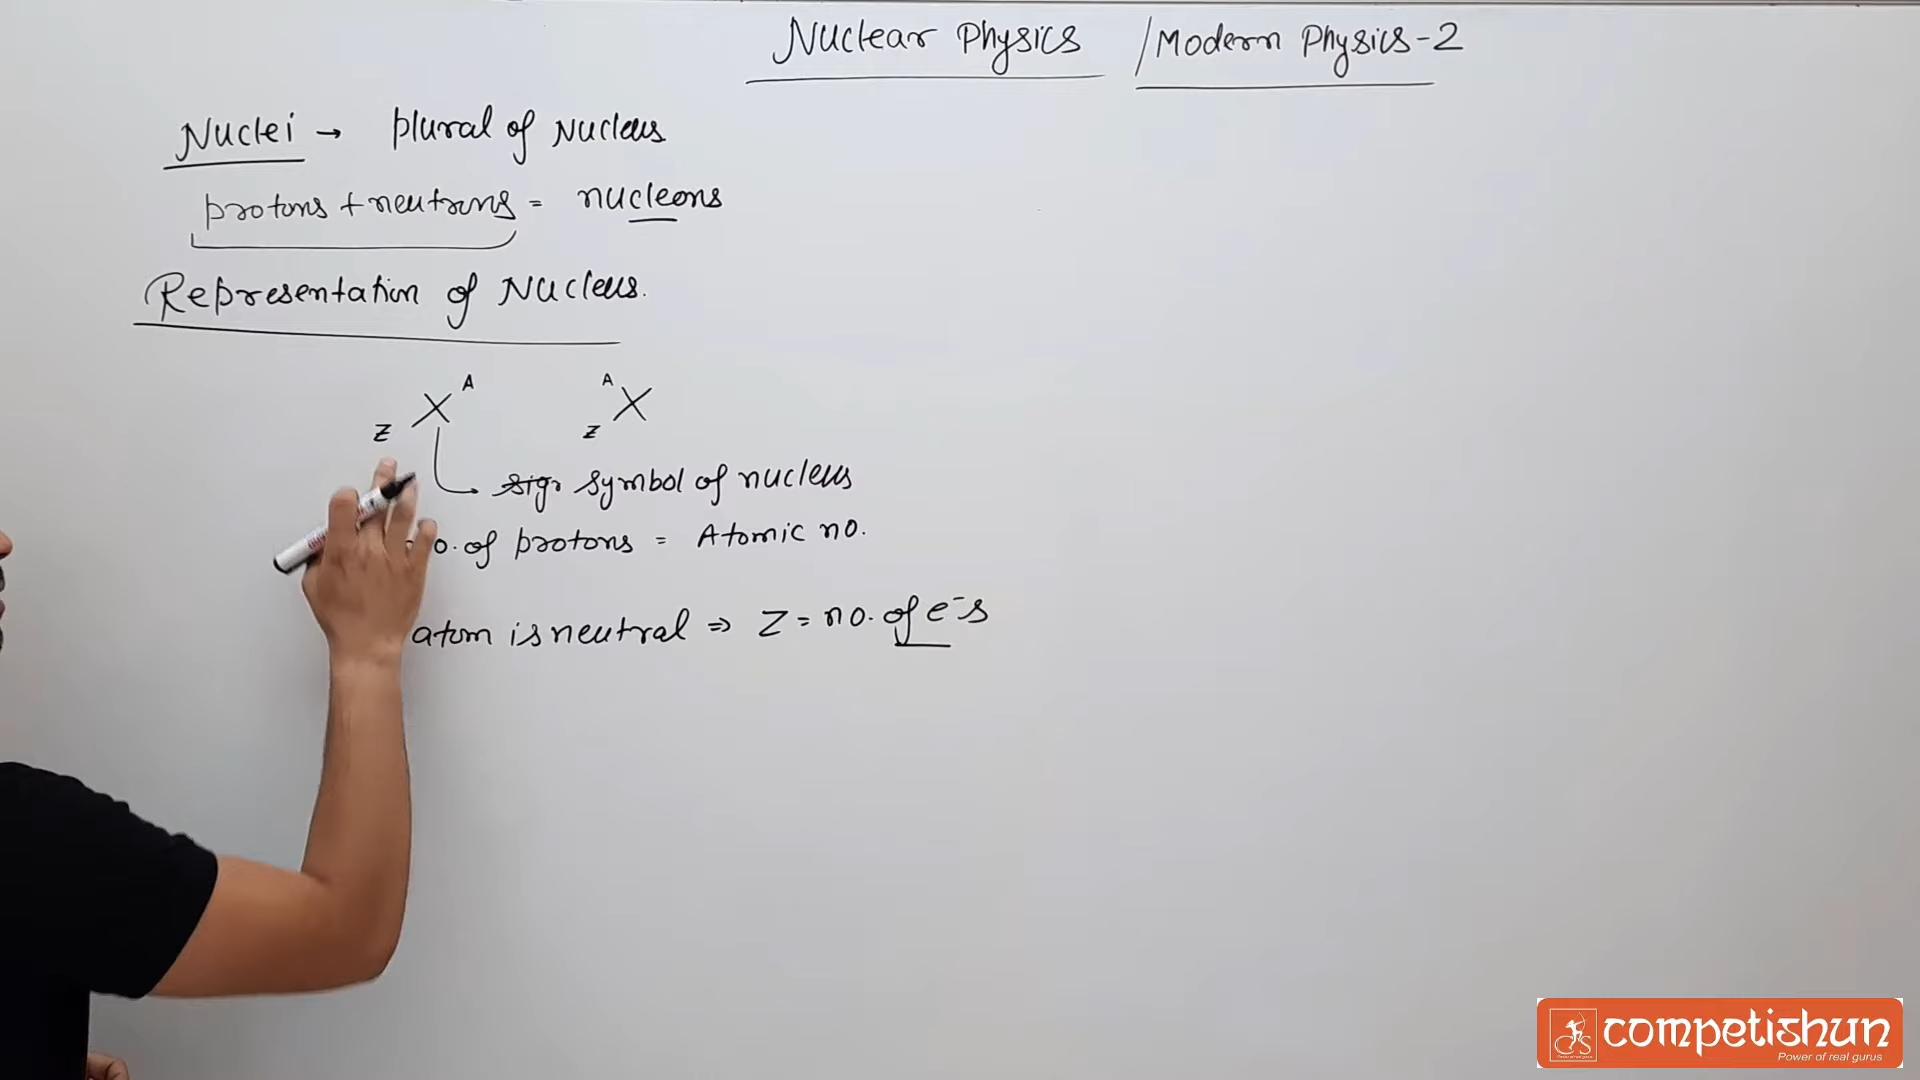 Nuclear Physics / Modern Physics-2
Nuclei → plural of Nucleus
protons + neutrons = nucleons
Representation of Nucleus.
Z X A A Z X
symbol of nucleus
o. of protons = Atomic no.
atom is neutral ⇒ Z = no. of e⁻s
competishun
Power of real gurus